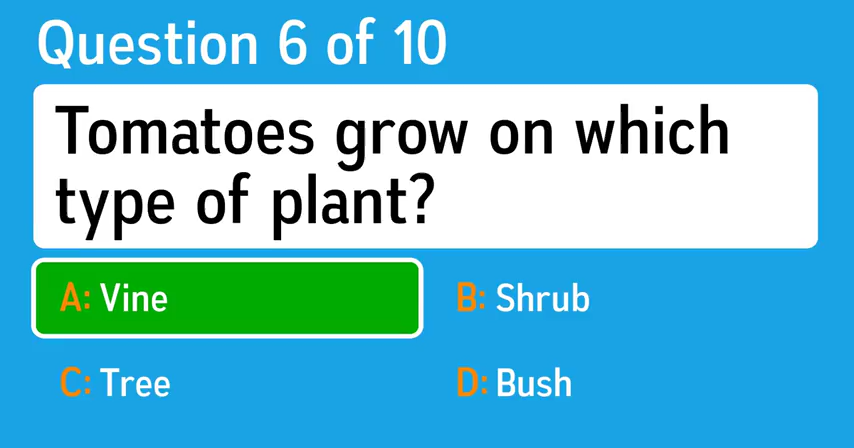 Question 6 of 10
Tomatoes grow on which
type of plant?
A: Vine
B: Shrub
C: Tree
D: Bush